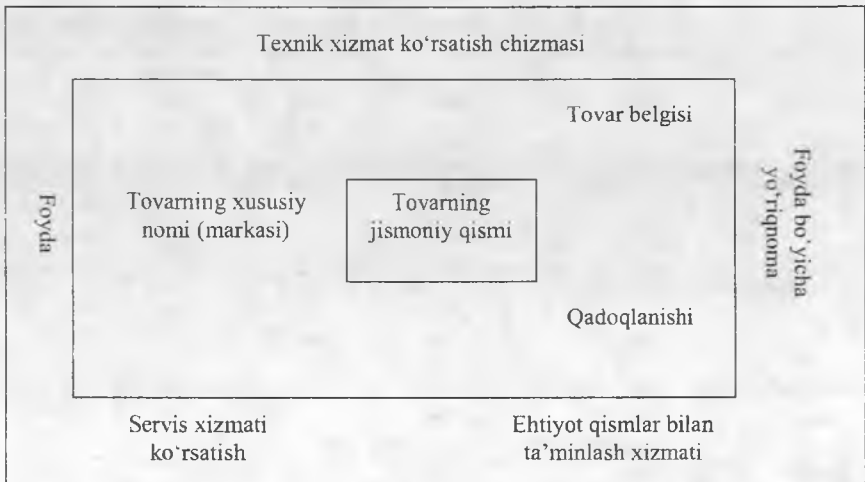 Texnik xizmat ko‘rsatish chizmasi
Tovar belgisi
Foyda
Tovarning xususiy
nomi (markasi)
Tovarning
jismoniy qismi
Foyda bo‘yicha
yo‘riqnoma
Qadoqlanishi
Servis xizmati
ko‘rsatish
Ehtiyot qismlar bilan
ta’minlash xizmati